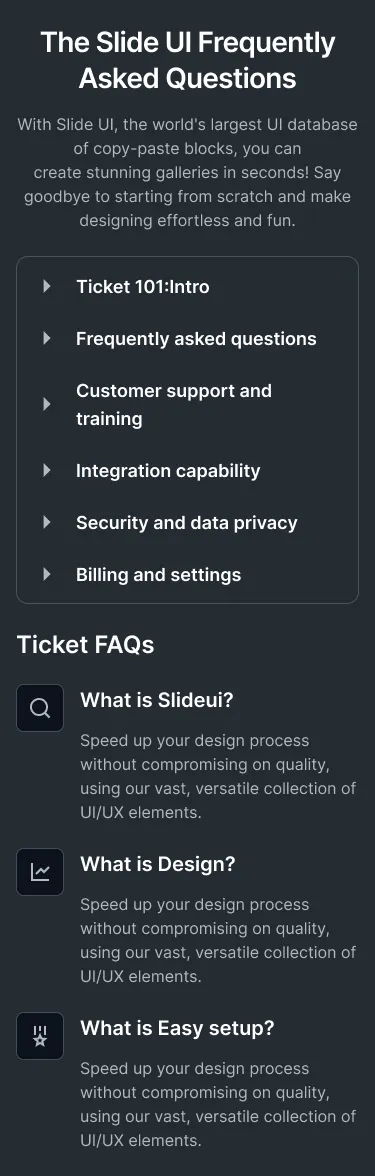 The Slide UI Frequently
Asked Questions
With Slide UI, the world's largest UI database
of copy-paste blocks, you can
create stunning galleries in seconds! Say
goodbye to starting from scratch and make
designing effortless and fun.
Ticket 101:Intro
Frequently asked questions
Customer support and
training
Integration capability
Security and data privacy
Billing and settings
Ticket FAQs
What is Slideui?
Speed up your design process
without compromising on quality,
using our vast, versatile collection of
UI/UX elements.
What is Design?
Speed up your design process
without compromising on quality,
using our vast, versatile collection of
UI/UX elements.
What is Easy setup?
Speed up your design process
without compromising on quality,
using our vast, versatile collection of
UI/UX elements.